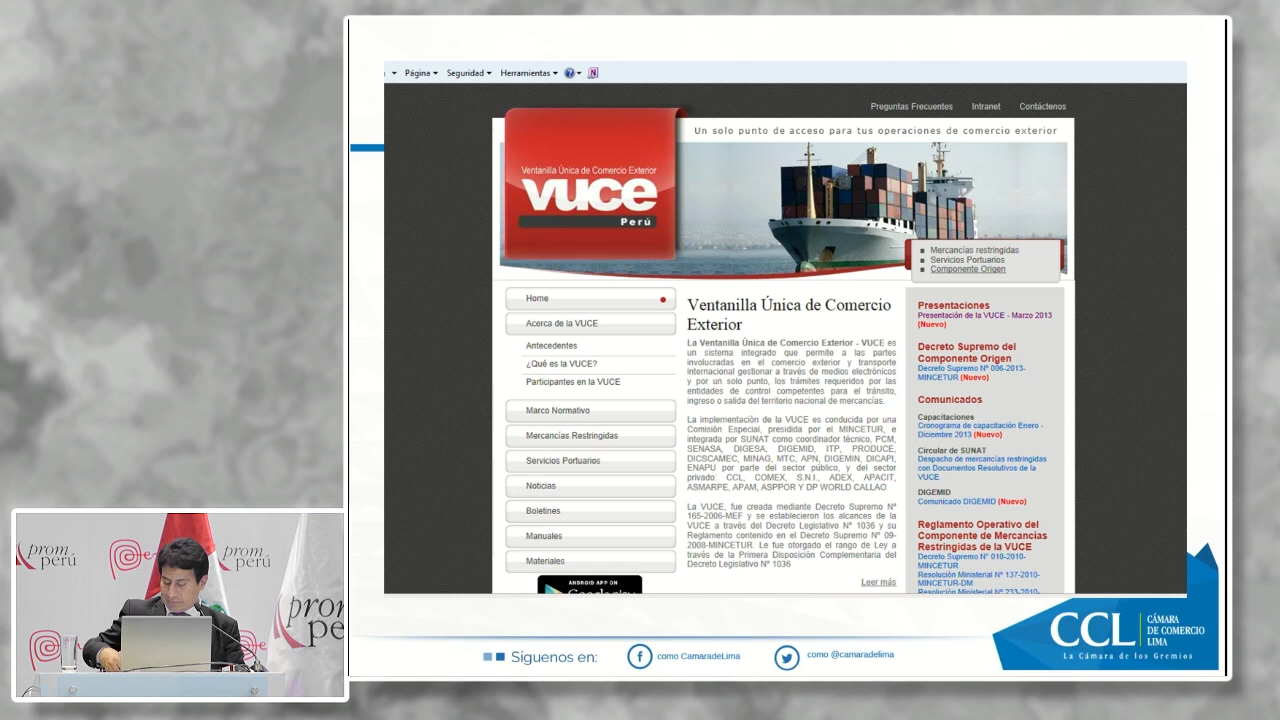 Página
Seguridad
Herramientas
Preguntas Frecuentes
Intranet
Contáctenos
Un solo punto de acceso para tus operaciones de comercio exterior
Ventanilla Única de Comercio Exterior
vuce
Perú
Mercancías restringidas
Servicios Portuarios
Componente Origen
Home
Acerca de la VUCE
Antecedentes
¿Qué es la VUCE?
Participantes en la VUCE
Marco Normativo
Mercancías Restringidas
Servicios Portuarios
Noticias
Boletines
Manuales
Materiales
ANDROID APP ON
Ventanilla Única de Comercio
Exterior
La Ventanilla Única de Comercio Exterior - VUCE es
un sistema integrado que permite a las partes
involucradas en el comercio exterior y transporte
internacional gestionar a través de medios electrónicos
y por un solo punto, los trámites requeridos por las
entidades de control competentes para el tránsito,
ingreso o salida del territorio nacional de mercancías.
La implementación de la VUCE es conducida por una
Comisión Especial, presidida por el MINCETUR, e
integrada por SUNAT como coordinador técnico, PCM,
SENASA, DIGESA, DIGEMID, ITP, PRODUCE,
DICSCAMEC, MINAG, MTC, APN, DIGEMIN, DICAPI,
ENAPU por parte del sector público, y del sector
privado: CCL, COMEX, S.N.I., ADEX, APACIT,
ASMARPE, APAM, ASPPOR Y DP WORLD CALLAO
La VUCE, fue creada mediante Decreto Supremo Nº
165-2006-MEF y se establecieron los alcances de la
VUCE a través del Decreto Legislativo Nº 1036 y su
Reglamento contenido en el Decreto Supremo Nº 09-
2008-MINCETUR. Le fue otorgado el rango de Ley a
través de la Primera Disposición Complementaria del
Decreto Legislativo Nº 1036
Leer más
Presentaciones
Presentación de la VUCE - Marzo 2013
(Nuevo)
Decreto Supremo del
Componente Origen
Decreto Supremo Nº 006-2013-
MINCETUR (Nuevo)
Comunicados
Capacitaciones
Cronograma de capacitación Enero -
Diciembre 2013 (Nuevo)
Circular de SUNAT
Despacho de mercancías restringidas
con Documentos Resolutivos de la
VUCE
DIGEMID
Comunicado DIGEMID (Nuevo)
Reglamento Operativo del
Componente de Mercancías
Restringidas de la VUCE
Decreto Supremo Nº 010-2010-
MINCETUR
Resolución Ministerial Nº 137-2010-
MINCETUR-DM
Resolución Ministerial Nº 233-2010-
Síguenos en:
como CamaradeLima
como @camaradelima
CCL
CÁMARA
DE COMERCIO
LIMA
La Cámara de los Gremios
prom
perú
prom
perú
prom